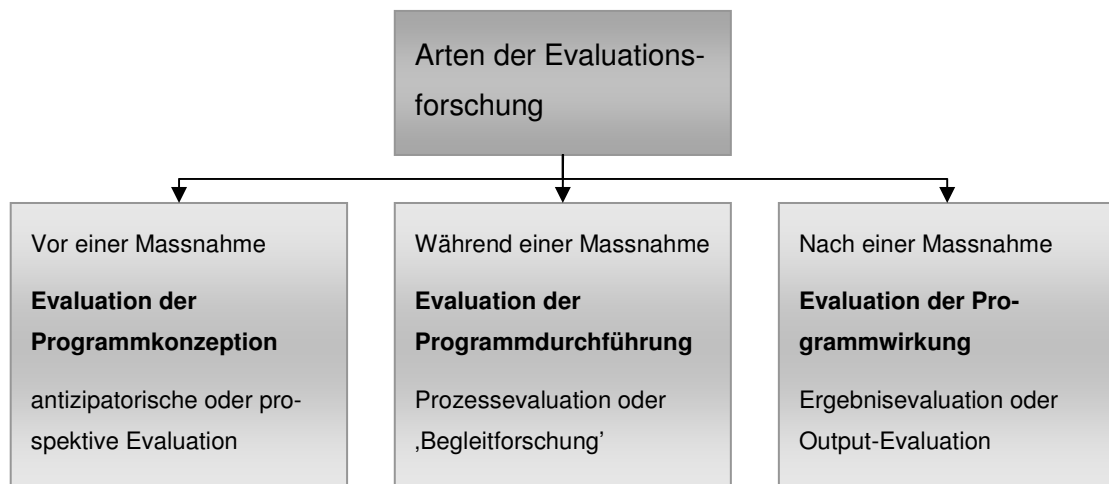 Arten der Evaluations-
forschung
Vor einer Massnahme
Evaluation der
Programmkonzeption
antizipatorische oder pro-
spektive Evaluation
Während einer Massnahme
Evaluation der
Programmdurchführung
Prozessevaluation oder
‚Begleitforschung’
Nach einer Massnahme
Evaluation der Pro-
grammwirkung
Ergebnisevaluation oder
Output-Evaluation